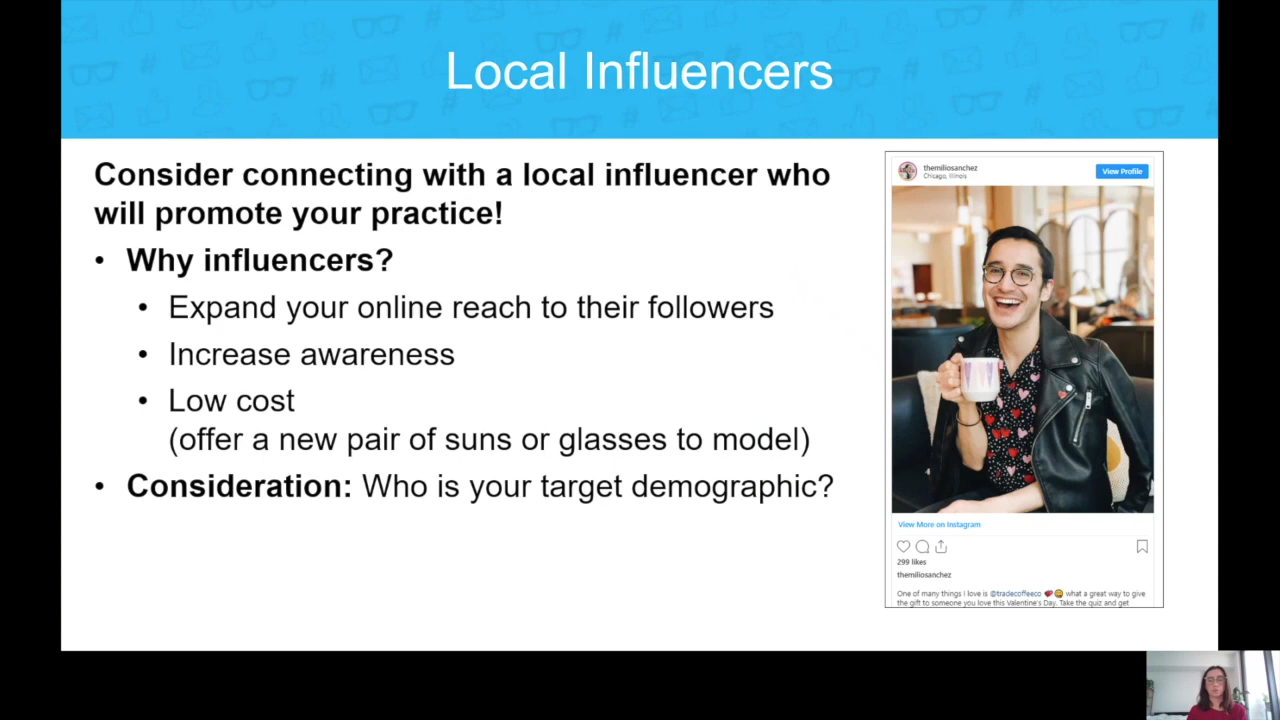 Local Influencers
Consider connecting with a local influencer who
will promote your practice!
• Why influencers?
• Expand your online reach to their followers
• Increase awareness
• Low cost
(offer a new pair of suns or glasses to model)
• Consideration: Who is your target demographic?
themiliosanchez
Chicago, Illinois
View Profile
View More on Instagram
299 likes
themiliosanchez
One of many things I love is @tradecoffeeco 💝😋 what a great way to give
the gift to someone you love this Valentine's Day. Take the quiz and get